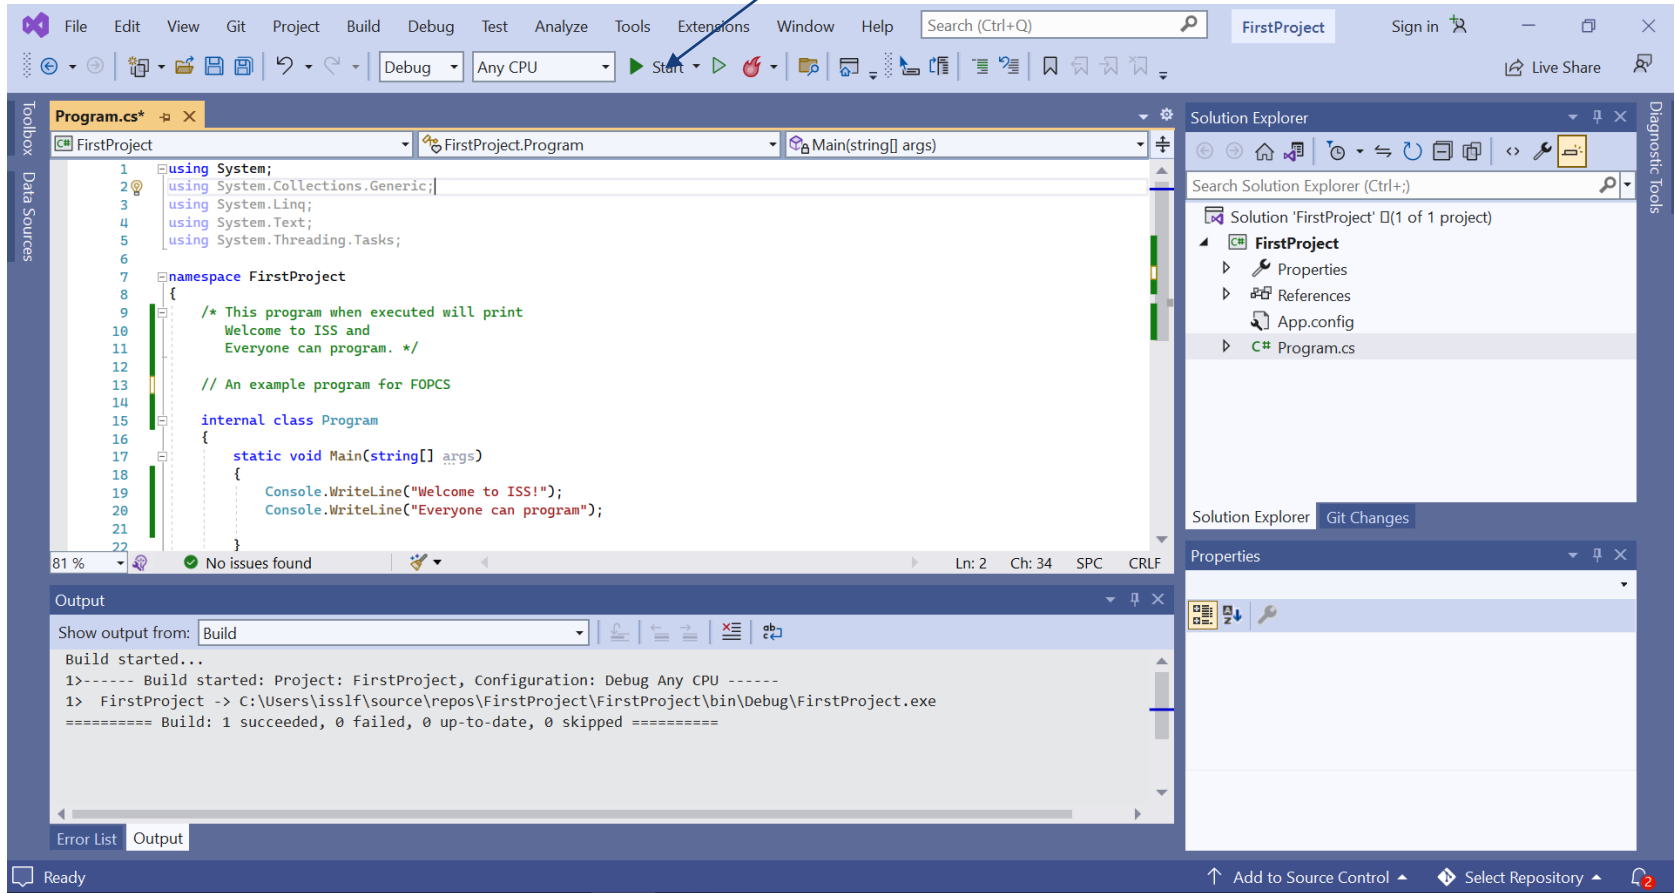 File Edit View Git Project Build Debug Test Analyze Tools Extensions Window Help Search (Ctrl+Q) FirstProject Sign in
Debug Any CPU Start Live Share
Toolbox
Data Sources
Program.cs*
FirstProject FirstProject.Program Main(string[] args)
1 using System;
2 using System.Collections.Generic;
3 using System.Linq;
4 using System.Text;
5 using System.Threading.Tasks;
6
7 namespace FirstProject
8 {
9 /* This program when executed will print
10 Welcome to ISS and
11 Everyone can program. */
12
13 // An example program for FOPCS
14
15 internal class Program
16 {
17 static void Main(string[] args)
18 {
19 Console.WriteLine("Welcome to ISS!");
20 Console.WriteLine("Everyone can program");
21
22 }
81 % No issues found Ln: 2 Ch: 34 SPC CRLF
Output
Show output from: Build
Build started...
1>------ Build started: Project: FirstProject, Configuration: Debug Any CPU ------
1> FirstProject -> C:\Users\isslf\source\repos\FirstProject\FirstProject\bin\Debug\FirstProject.exe
========== Build: 1 succeeded, 0 failed, 0 up-to-date, 0 skipped ==========
Error List Output
Solution Explorer
Search Solution Explorer (Ctrl+;)
Solution 'FirstProject' (1 of 1 project)
C# FirstProject
Properties
References
App.config
C# Program.cs
Solution Explorer Git Changes
Properties
Diagnostic Tools
Ready Add to Source Control Select Repository 2